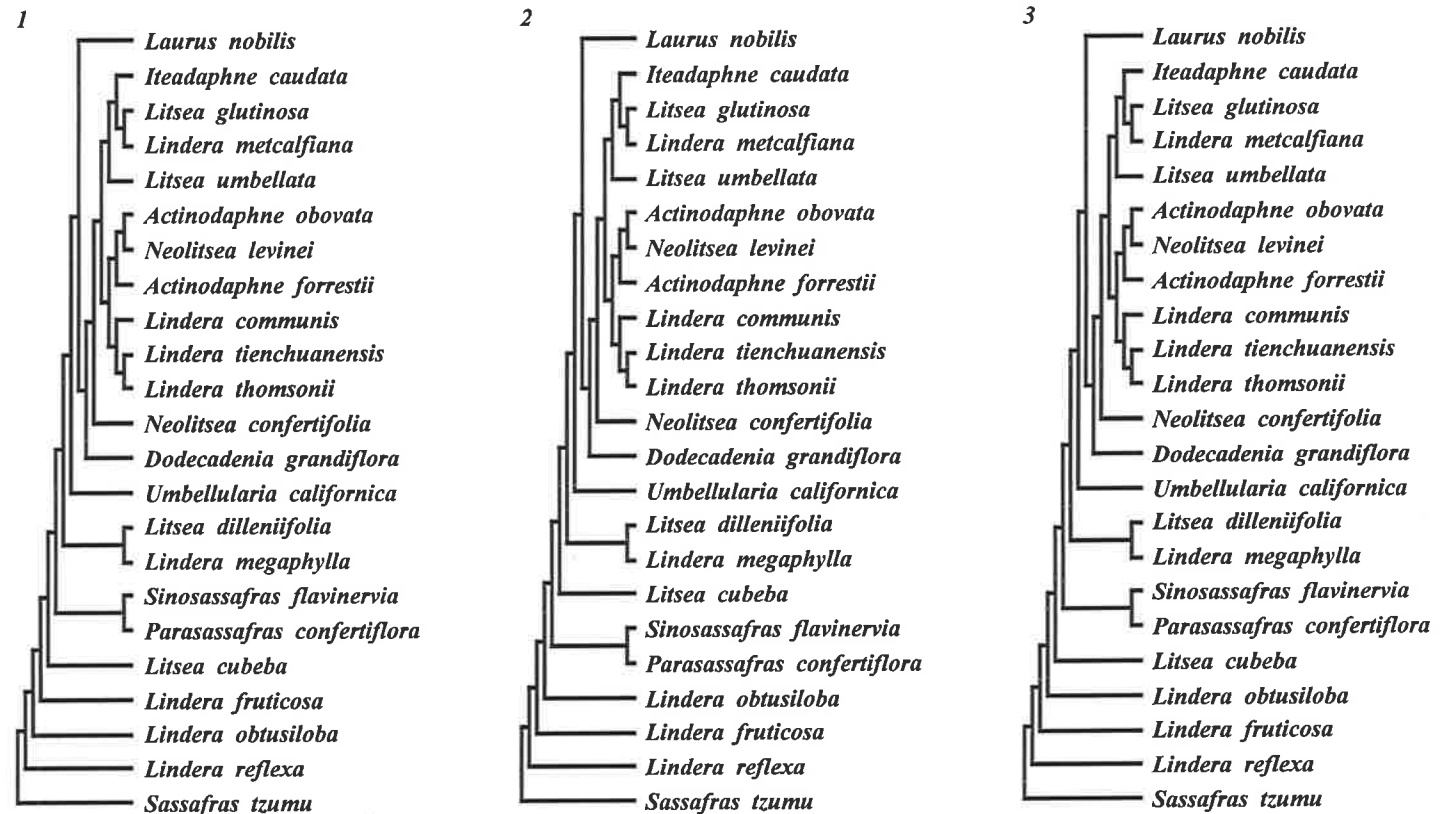 1
Laurus nobilis
Iteadaphne caudata
Litsea glutinosa
Lindera metcalfiana
Litsea umbellata
Actinodaphne obovata
Neolitsea levinei
Actinodaphne forrestii
Lindera communis
Lindera tienchuanensis
Lindera thomsonii
Neolitsea confertifolia
Dodecadenia grandiflora
Umbellularia californica
Litsea dilleniifolia
Lindera megaphylla
Sinosassafras flavinervia
Parasassafras confertiflora
Litsea cubeba
Lindera fruticosa
Lindera obtusiloba
Lindera reflexa
Sassafras tzumu
2
Laurus nobilis
Iteadaphne caudata
Litsea glutinosa
Lindera metcalfiana
Litsea umbellata
Actinodaphne obovata
Neolitsea levinei
Actinodaphne forrestii
Lindera communis
Lindera tienchuanensis
Lindera thomsonii
Neolitsea confertifolia
Dodecadenia grandiflora
Umbellularia californica
Litsea dilleniifolia
Lindera megaphylla
Litsea cubeba
Sinosassafras flavinervia
Parasassafras confertiflora
Lindera obtusiloba
Lindera fruticosa
Lindera reflexa
Sassafras tzumu
3
Laurus nobilis
Iteadaphne caudata
Litsea glutinosa
Lindera metcalfiana
Litsea umbellata
Actinodaphne obovata
Neolitsea levinei
Actinodaphne forrestii
Lindera communis
Lindera tienchuanensis
Lindera thomsonii
Neolitsea confertifolia
Dodecadenia grandiflora
Umbellularia californica
Litsea dilleniifolia
Lindera megaphylla
Sinosassafras flavinervia
Parasassafras confertiflora
Litsea cubeba
Lindera obtusiloba
Lindera fruticosa
Lindera reflexa
Sassafras tzumu